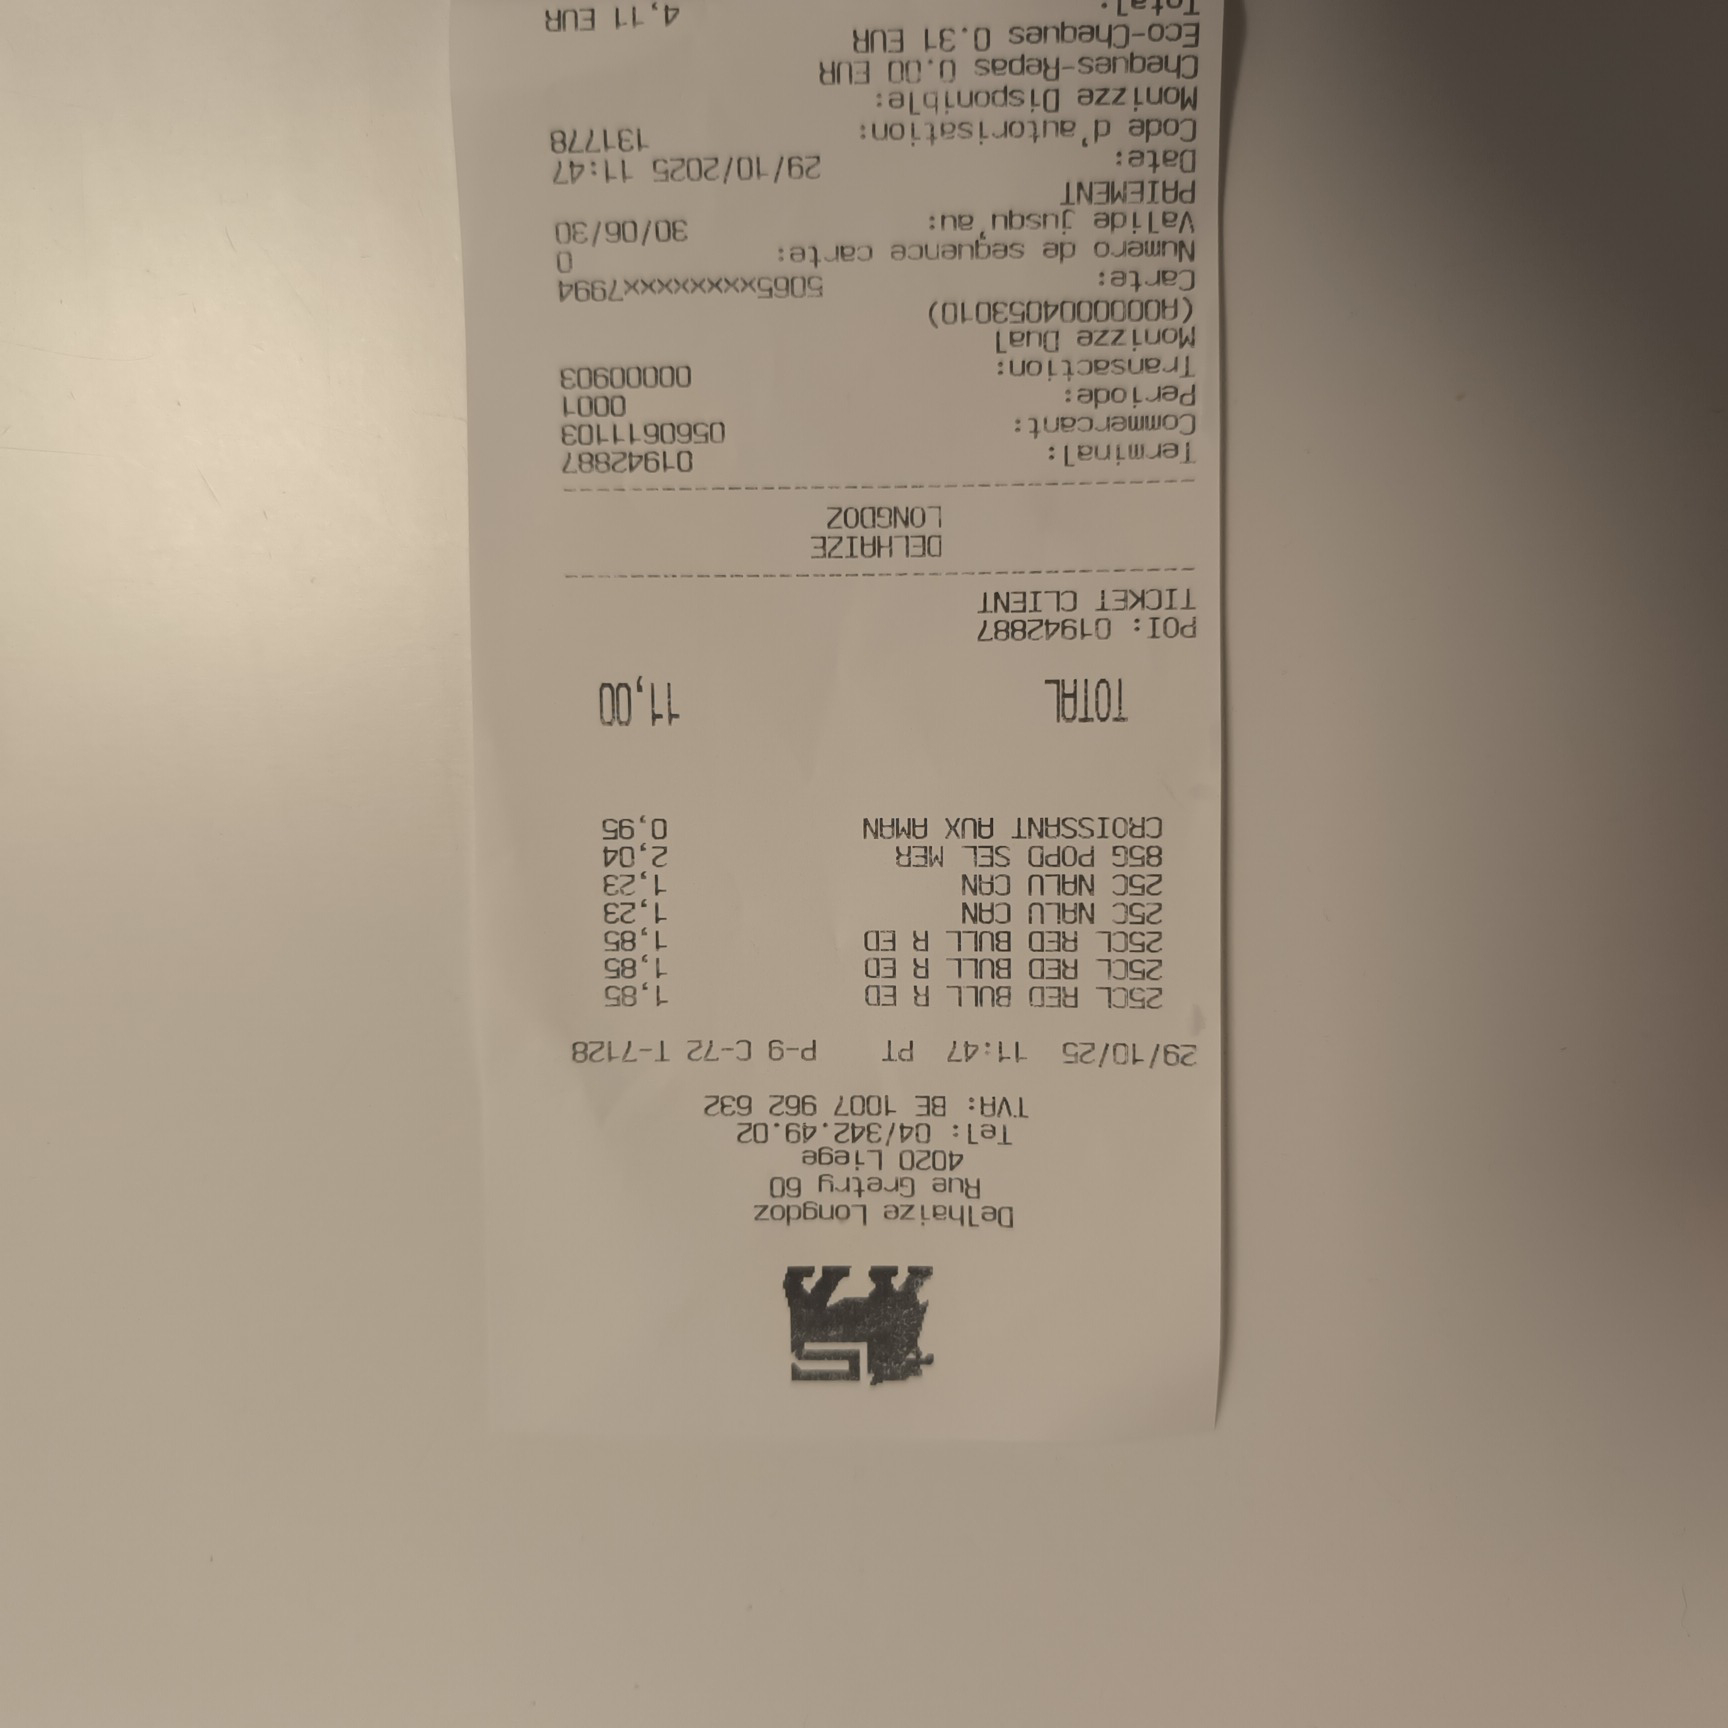 Delhaize Longdoz
Rue Gretry 60
4020 Liege
Tel: 04/342.49.02
TVA: BE 1007 962 632
29/10/25 11:47 PT P-9 C-72 T-7128
25CL RED BULL R ED 1,85
25CL RED BULL R ED 1,85
25CL RED BULL R ED 1,85
25C NALU CAN 1,23
25C NALU CAN 1,23
85G POPD SEL MER 2,04
CROISSANT AUX AMAN 0,95
TOTAL 11,00
POI: 01942887
TICKET CLIENT
DELHAIZE
LONGDOZ
Terminal: 01942887
Commercant: 0560611103
Periode: 0001
Transaction: 00000903
Monizze Dual
(A0000040053010)
Carte: 5065xxxxxxxxx7994
Numero de sequence carte: 0
Valide jusqu'au: 30/06/30
PAIEMENT
Date: 29/10/2025 11:47
Code d'autorisation: 131778
Monizze Disponible:
Cheques-Repas 0.00 EUR
Eco-Cheques 0.31 EUR
Total: 4,11 EUR